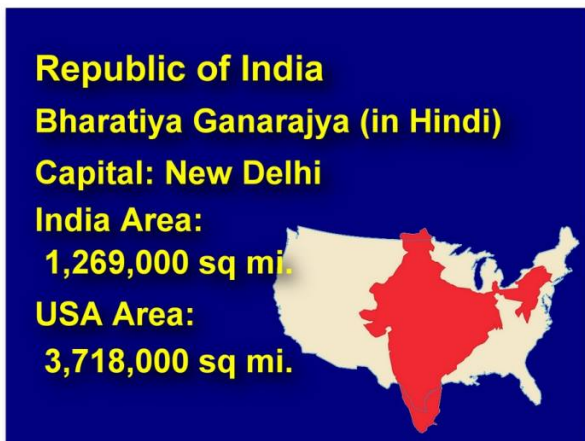 Republic of India
Bharatiya Ganarajya (in Hindi)
Capital: New Delhi
India Area:
1,269,000 sq mi.
USA Area:
3,718,000 sq mi.